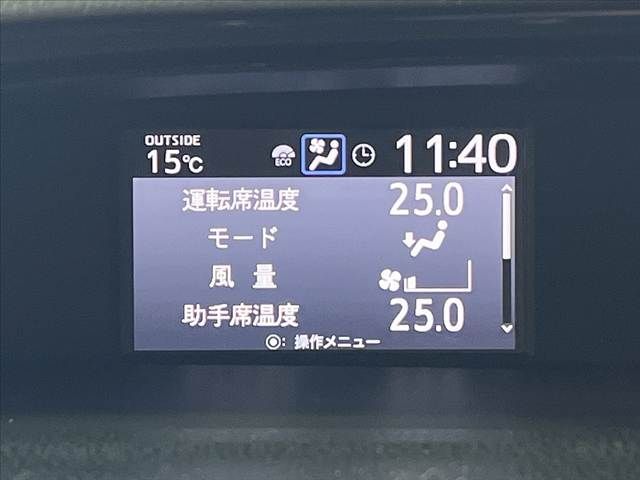 OUTSIDE
15℃ ECO 11:40
運転席温度 25.0
モード
風量
助手席温度 25.0
◉: 操作メニュー